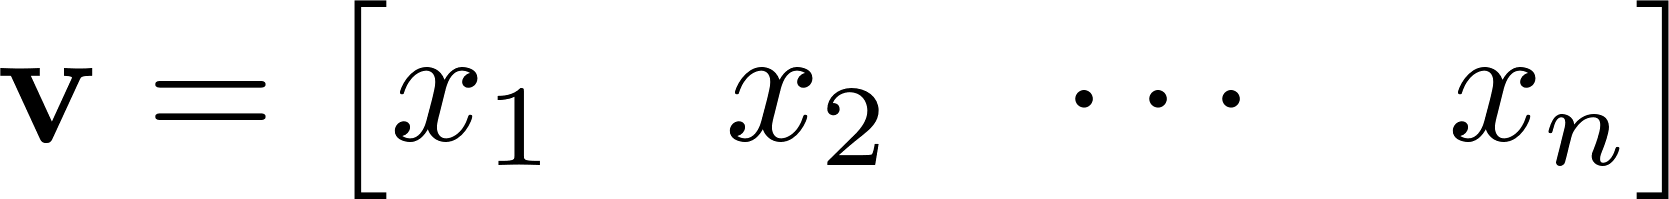 𝐯 = [x₁ x₂ ⋯ xₙ]